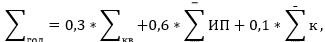 ∑год = 0,3 * ∑кв +0,6 * ∑ ИП + 0,1 * ∑ к ,